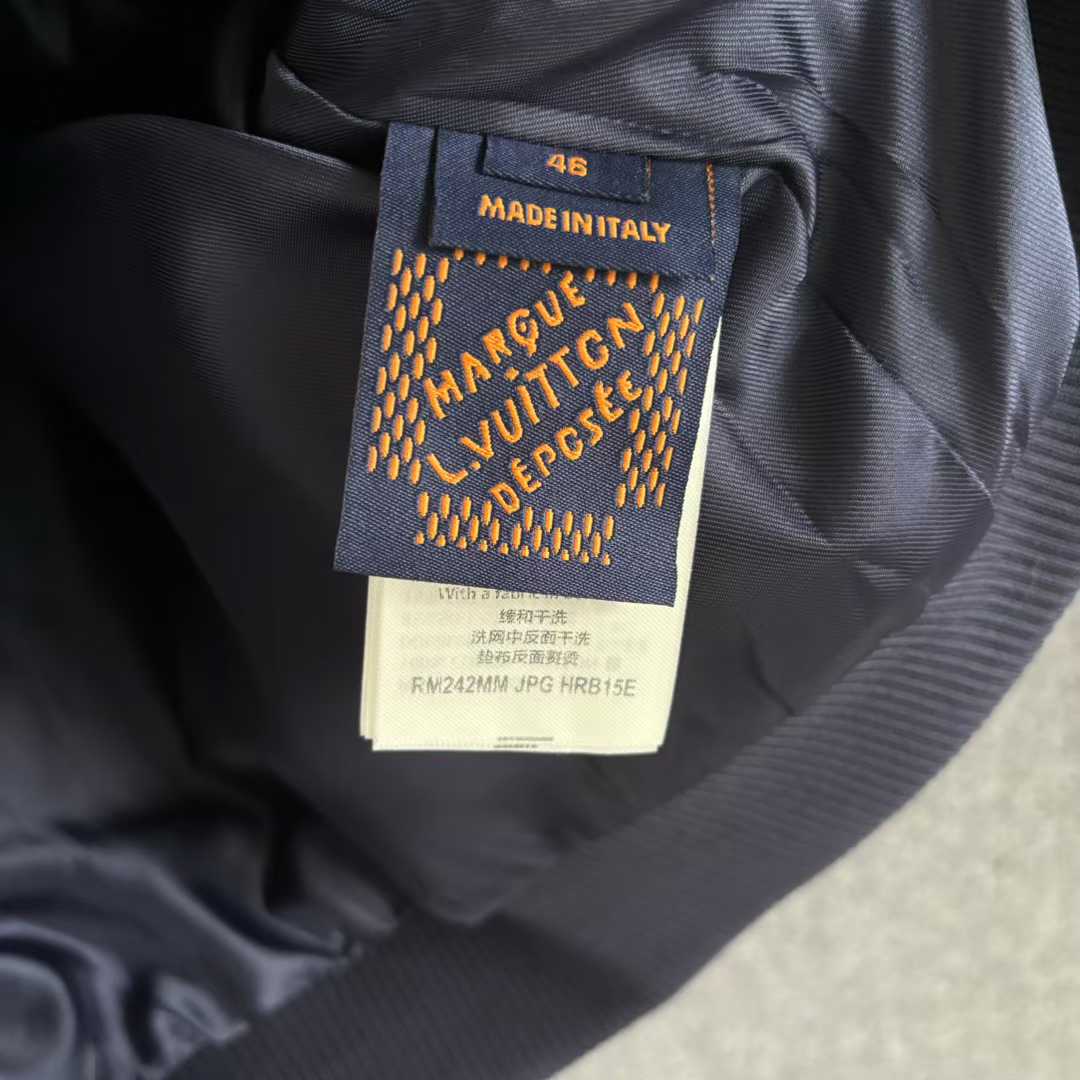 46
MADE IN ITALY
MARQUE
L.VUITTON
DÉPOSÉE
With a fabric in
缓和干洗
洗网中反面干洗
垫布反面熨烫
RM242MM JPG HRB15E